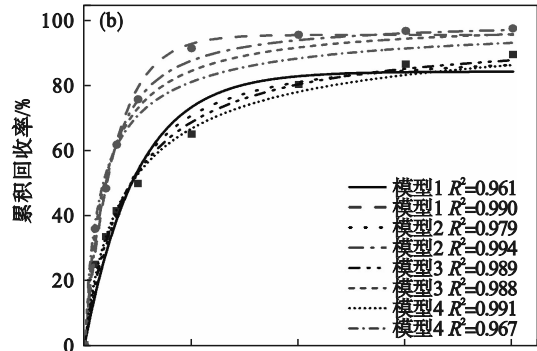 (b)
累积回收率/%
100
80
60
40
20
0
模型1 R²=0.961
模型1 R²=0.990
模型2 R²=0.979
模型2 R²=0.994
模型3 R²=0.989
模型3 R²=0.988
模型4 R²=0.991
模型4 R²=0.967